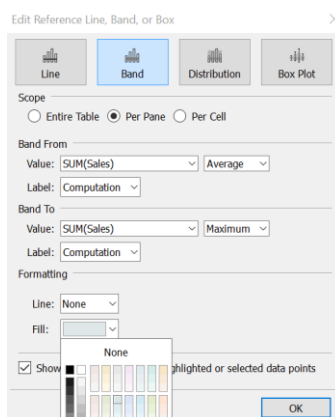 Edit Reference Line, Band, or Box
Line Band Distribution Box Plot
Scope
Entire Table Per Pane Per Cell
Band From
Value: SUM(Sales) Average
Label: Computation
Band To
Value: SUM(Sales) Maximum
Label: Computation
Formatting
Line: None
Fill:
None
Show hlighted or selected data points
OK